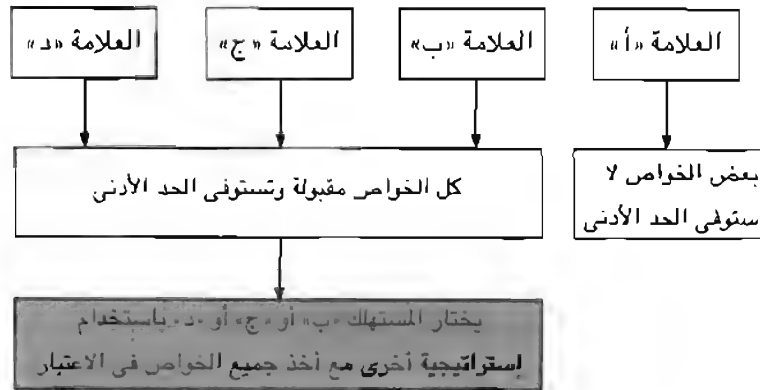 العلامة «أ»
العلامة «ب»
العلامة «ج»
العلامة «د»
بعض الخواص لا
ستوفى الحد الأدنى
كل الخواص مقبولة وتستوفى الحد الأدنى
يختار المستهلك «ب» أو «ج» أو «د» باستخدام
إستراتيجية أخرى مع أخذ جميع الخواص فى الاعتبار